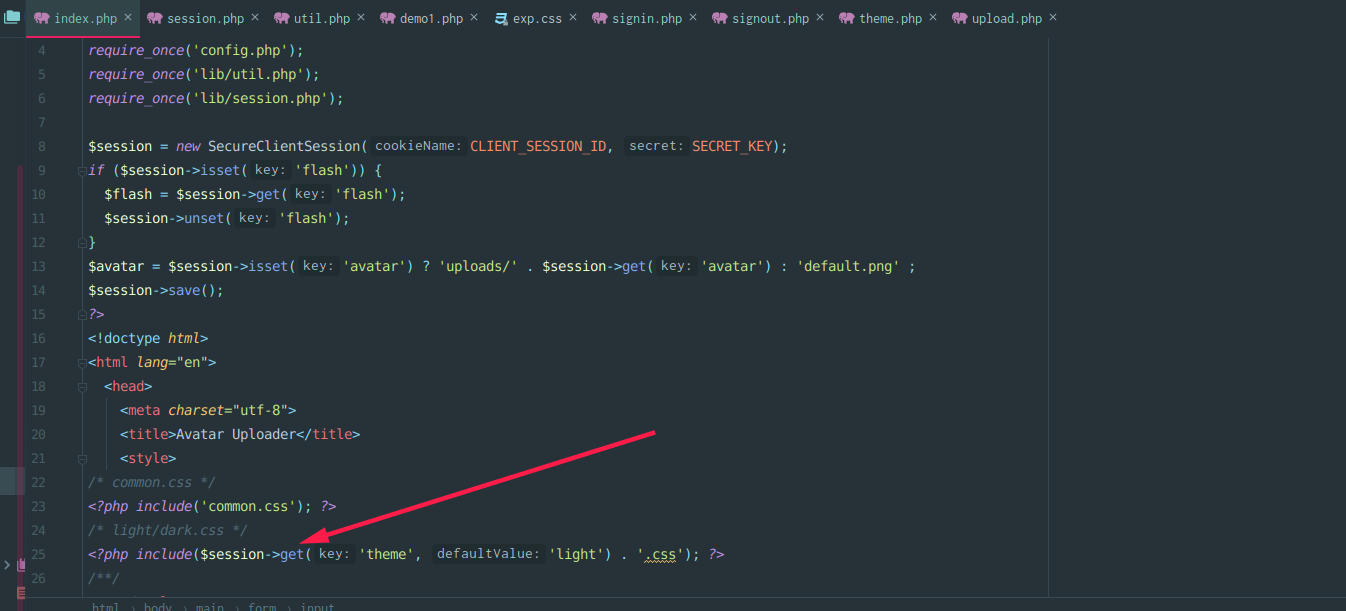 index.php × session.php × util.php × demo1.php × exp.css × signin.php × signout.php × theme.php × upload.php ×
4 require_once('config.php');
5 require_once('lib/util.php');
6 require_once('lib/session.php');
7
8 $session = new SecureClientSession( cookieName: CLIENT_SESSION_ID, secret: SECRET_KEY);
9 if ($session->isset( key: 'flash')) {
10 $flash = $session->get( key: 'flash');
11 $session->unset( key: 'flash');
12 }
13 $avatar = $session->isset( key: 'avatar') ? 'uploads/' . $session->get( key: 'avatar') : 'default.png' ;
14 $session->save();
15 ?>
16 <!doctype html>
17 <html lang="en">
18 <head>
19 <meta charset="utf-8">
20 <title>Avatar Uploader</title>
21 <style>
22 /* common.css */
23 <?php include('common.css'); ?>
24 /* light/dark.css */
25 <?php include($session->get( key: 'theme', defaultValue: 'light') . '.css'); ?>
26 /**/
html › body › main › form › input